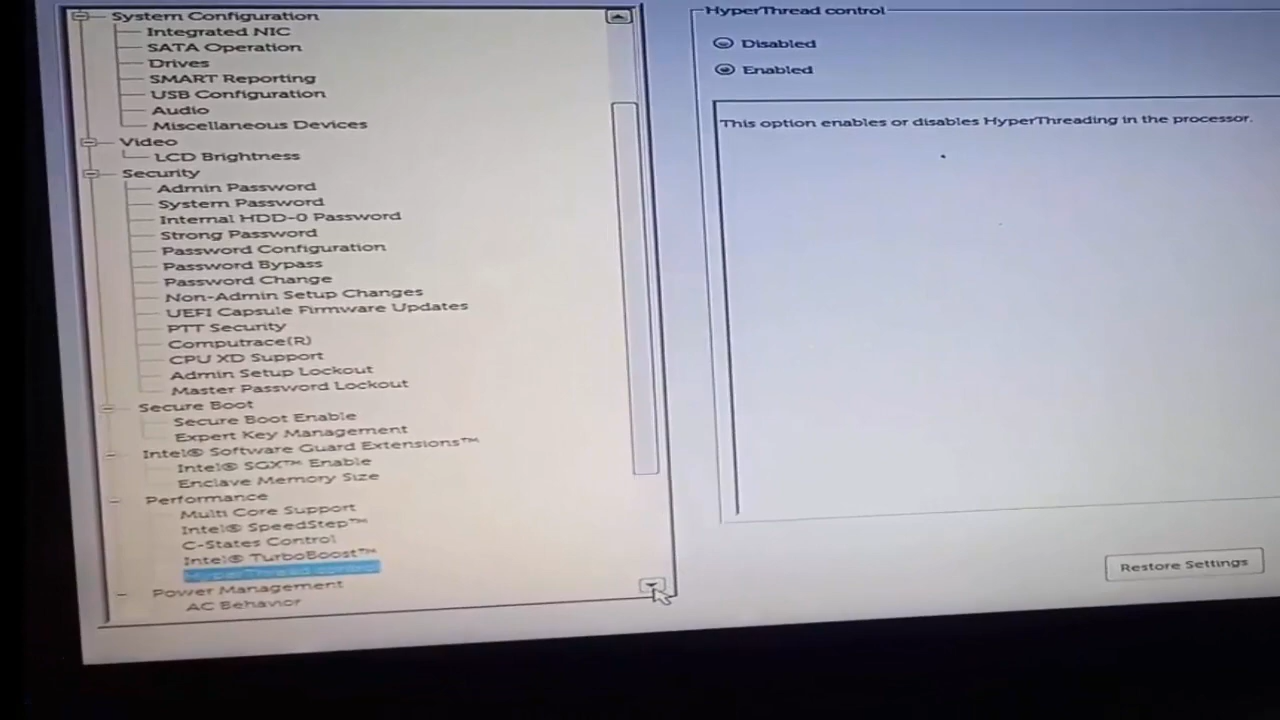 System Configuration
Integrated NIC
SATA Operation
Drives
SMART Reporting
USB Configuration
Audio
Miscellaneous Devices
Video
LCD Brightness
Security
Admin Password
System Password
Internal HDD-0 Password
Strong Password
Password Configuration
Password Bypass
Password Change
Non-Admin Setup Changes
UEFI Capsule Firmware Updates
PTT Security
Computrace(R)
CPU XD Support
Admin Setup Lockout
Master Password Lockout
Secure Boot
Secure Boot Enable
Expert Key Management
Intel® Software Guard Extensions™
Intel® SGX™ Enable
Enclave Memory Size
Performance
Multi Core Support
Intel® SpeedStep™
C-States Control
Intel® TurboBoost™
HyperThread control
Power Management
AC Behavior
HyperThread control
Disabled
Enabled
This option enables or disables HyperThreading in the processor.
Restore Settings